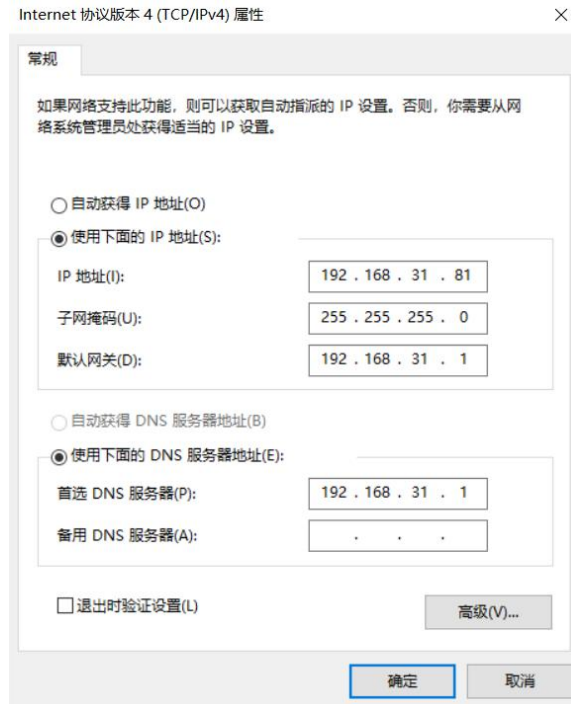 Internet 协议版本 4 (TCP/IPv4) 属性
常规
如果网络支持此功能，则可以获取自动指派的 IP 设置。否则，你需要从网
络系统管理员处获得适当的 IP 设置。
自动获得 IP 地址(O)
使用下面的 IP 地址(S):
IP 地址(I): 192 . 168 . 31 . 81
子网掩码(U): 255 . 255 . 255 . 0
默认网关(D): 192 . 168 . 31 . 1
自动获得 DNS 服务器地址(B)
使用下面的 DNS 服务器地址(E):
首选 DNS 服务器(P): 192 . 168 . 31 . 1
备用 DNS 服务器(A): . . .
退出时验证设置(L)
高级(V)...
确定 取消